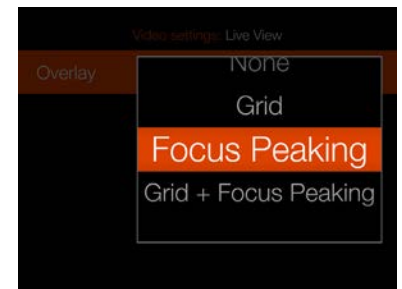 Video settings: Live View
Overlay
None
Grid
Focus Peaking
Grid + Focus Peaking